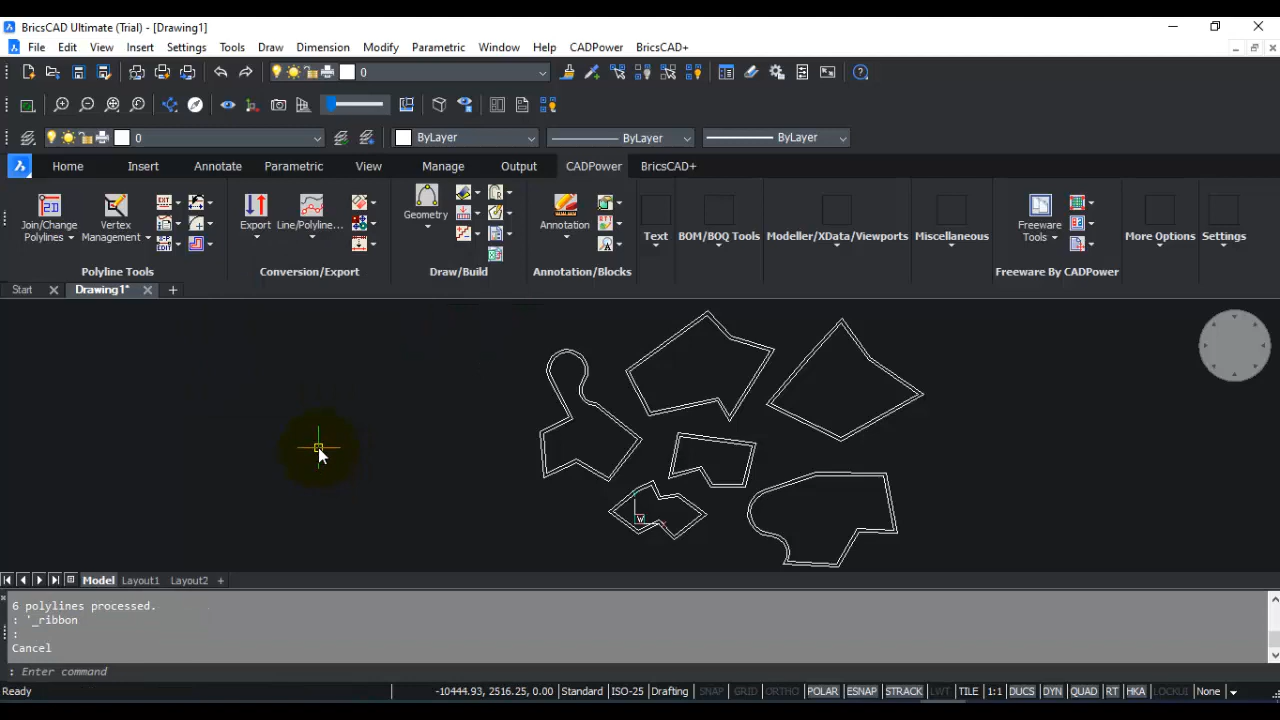 BricsCAD Ultimate (Trial) - [Drawing1]
File Edit View Insert Settings Tools Draw Dimension Modify Parametric Window Help CADPower BricsCAD+
0
0 ByLayer ByLayer ByLayer
Home Insert Annotate Parametric View Manage Output CADPower BricsCAD+
Join/Change Polylines
Vertex Management
Export
Line/Polyline...
Geometry
Annotation
Text
BOM/BOQ Tools
Modeller/XData/Viewports
Miscellaneous
Freeware Tools
More Options
Settings
Polyline Tools Conversion/Export Draw/Build Annotation/Blocks Freeware By CADPower
Start Drawing1*
W
Model Layout1 Layout2
6 polylines processed.
: '_ribbon
:
Cancel
: Enter command
Ready -10444.93, 2516.25, 0.00 Standard ISO-25 Drafting SNAP GRID ORTHO POLAR ESNAP STRACK LWT TILE 1:1 DUCS DYN QUAD RT HKA LOCKUI None